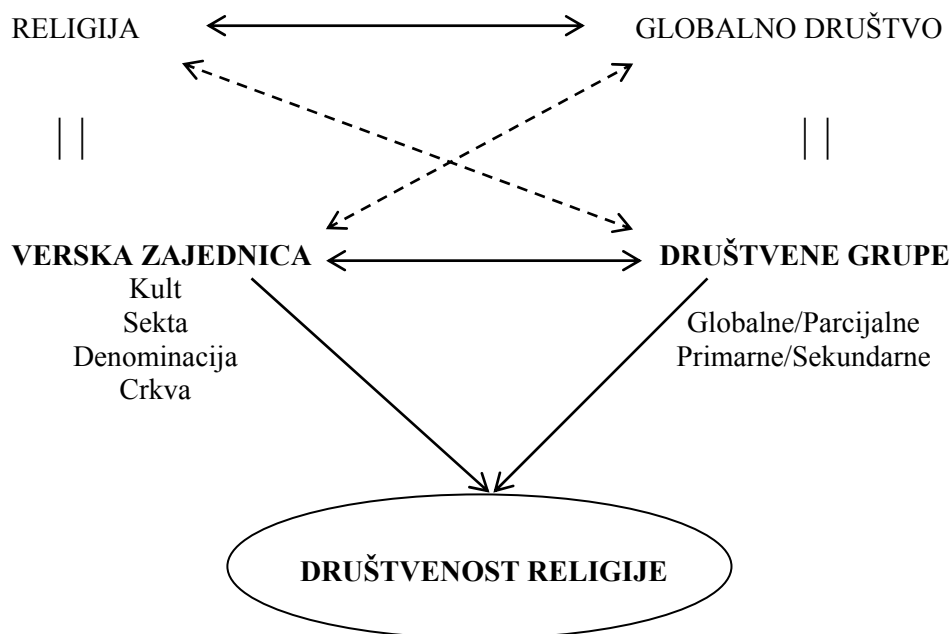 RELIGIJA
GLOBALNO DRUŠTVO
VERSKA ZAJEDNICA
Kult
Sekta
Denominacija
Crkva
DRUŠTVENE GRUPE
Globalne/Parcijalne
Primarne/Sekundarne
DRUŠTVENOST RELIGIJE